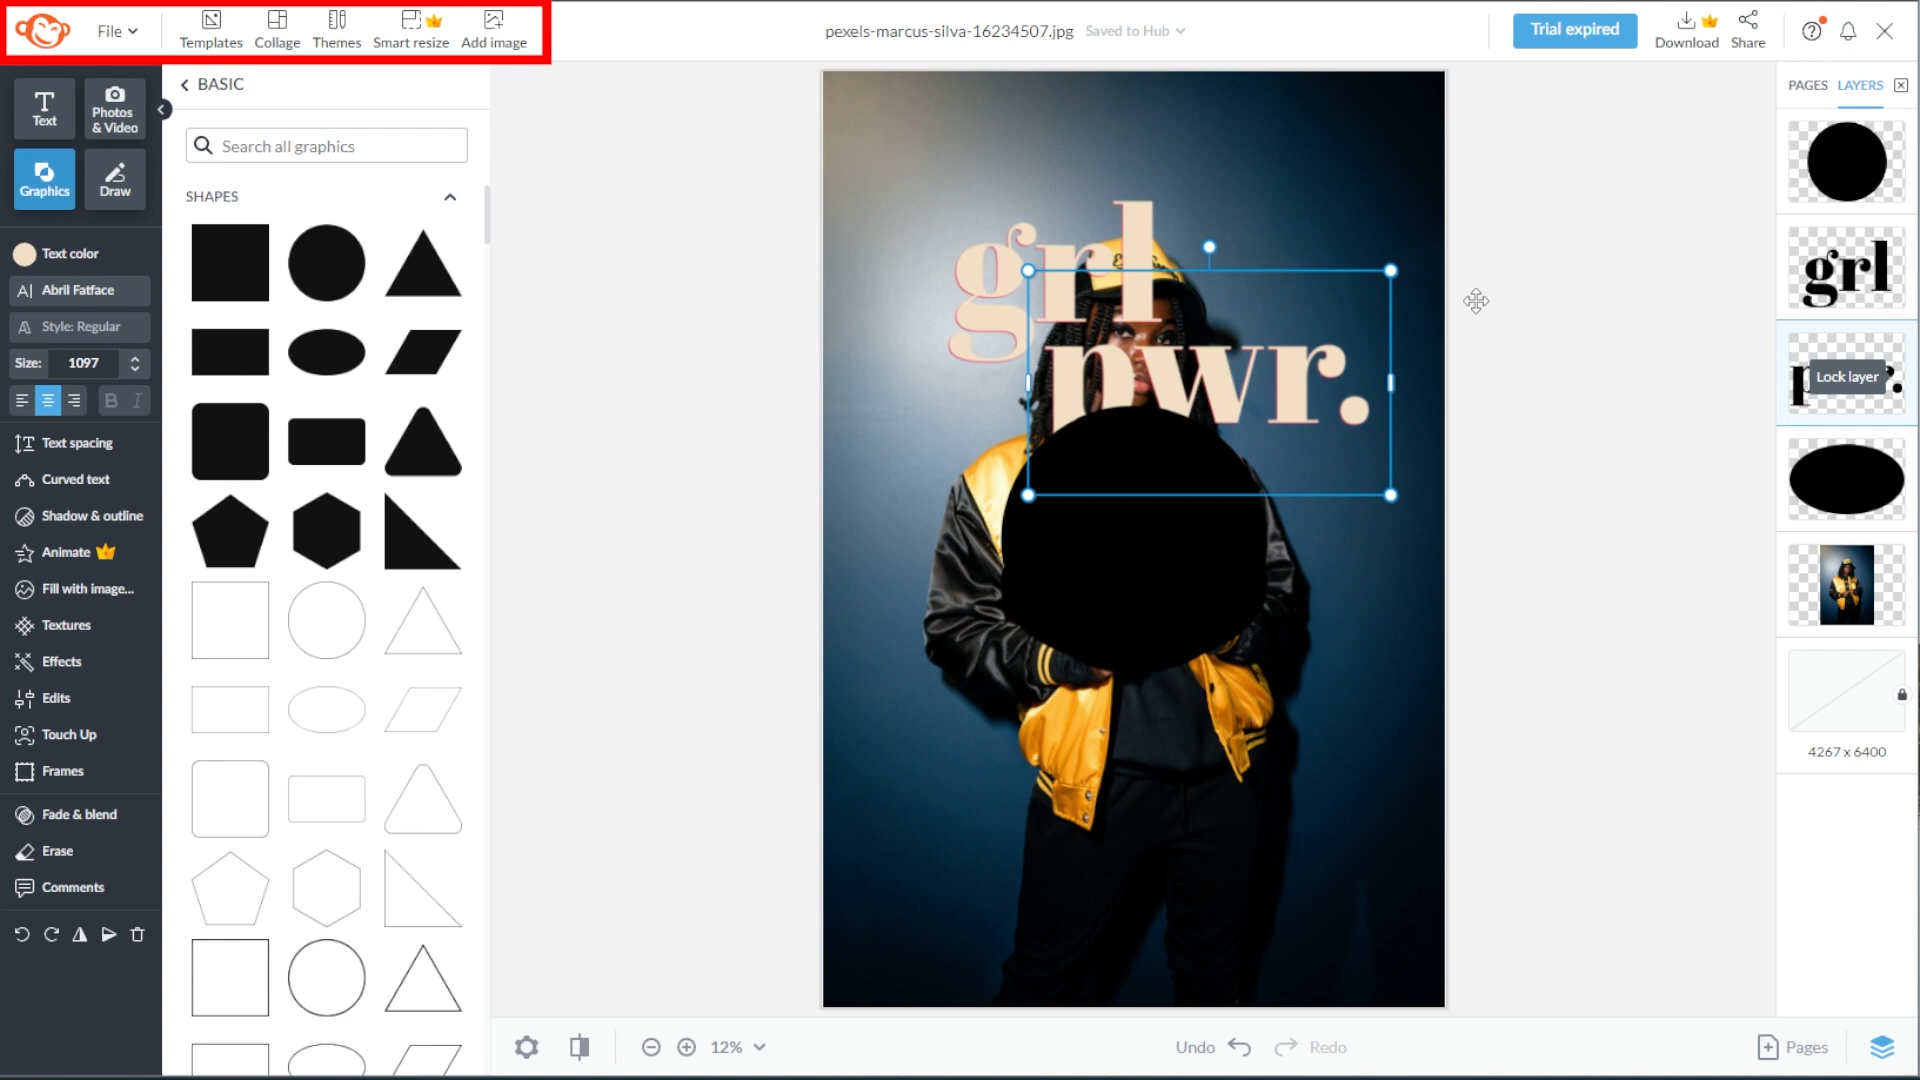 File
Templates
Collage
Themes
Smart resize
Add image
pexels-marcus-silva-16234507.jpg
Saved to Hub
Trial expired
Download
Share
Text
Photos
& Video
Graphics
Draw
BASIC
Search all graphics
SHAPES
PAGES
LAYERS
grl
pwr.
grl
Lock layer
4267 x 6400
Text color
Abril Fatface
Style: Regular
Size:
1097
B I
Text spacing
Curved text
Shadow & outline
Animate
Fill with image...
Textures
Effects
Edits
Touch Up
Frames
Fade & blend
Erase
Comments
12%
Undo
Redo
Pages